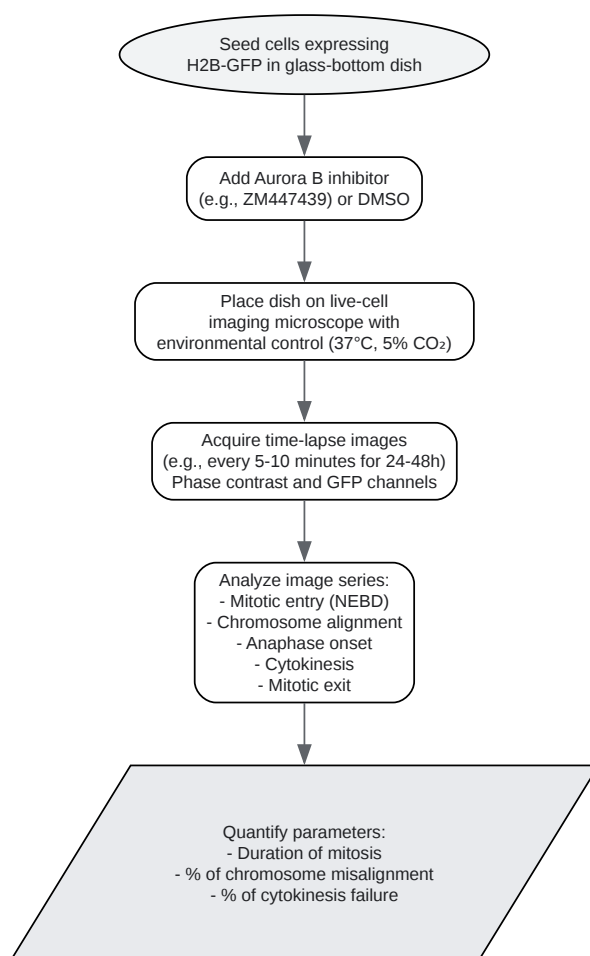 Seed cells expressing
H2B-GFP in glass-bottom dish
Add Aurora B inhibitor
(e.g., ZM447439) or DMSO
Place dish on live-cell
imaging microscope with
environmental control (37°C, 5% CO₂)
Acquire time-lapse images
(e.g., every 5-10 minutes for 24-48h)
Phase contrast and GFP channels
Analyze image series:
- Mitotic entry (NEBD)
- Chromosome alignment
- Anaphase onset
- Cytokinesis
- Mitotic exit
Quantify parameters:
- Duration of mitosis
- % of chromosome misalignment
- % of cytokinesis failure